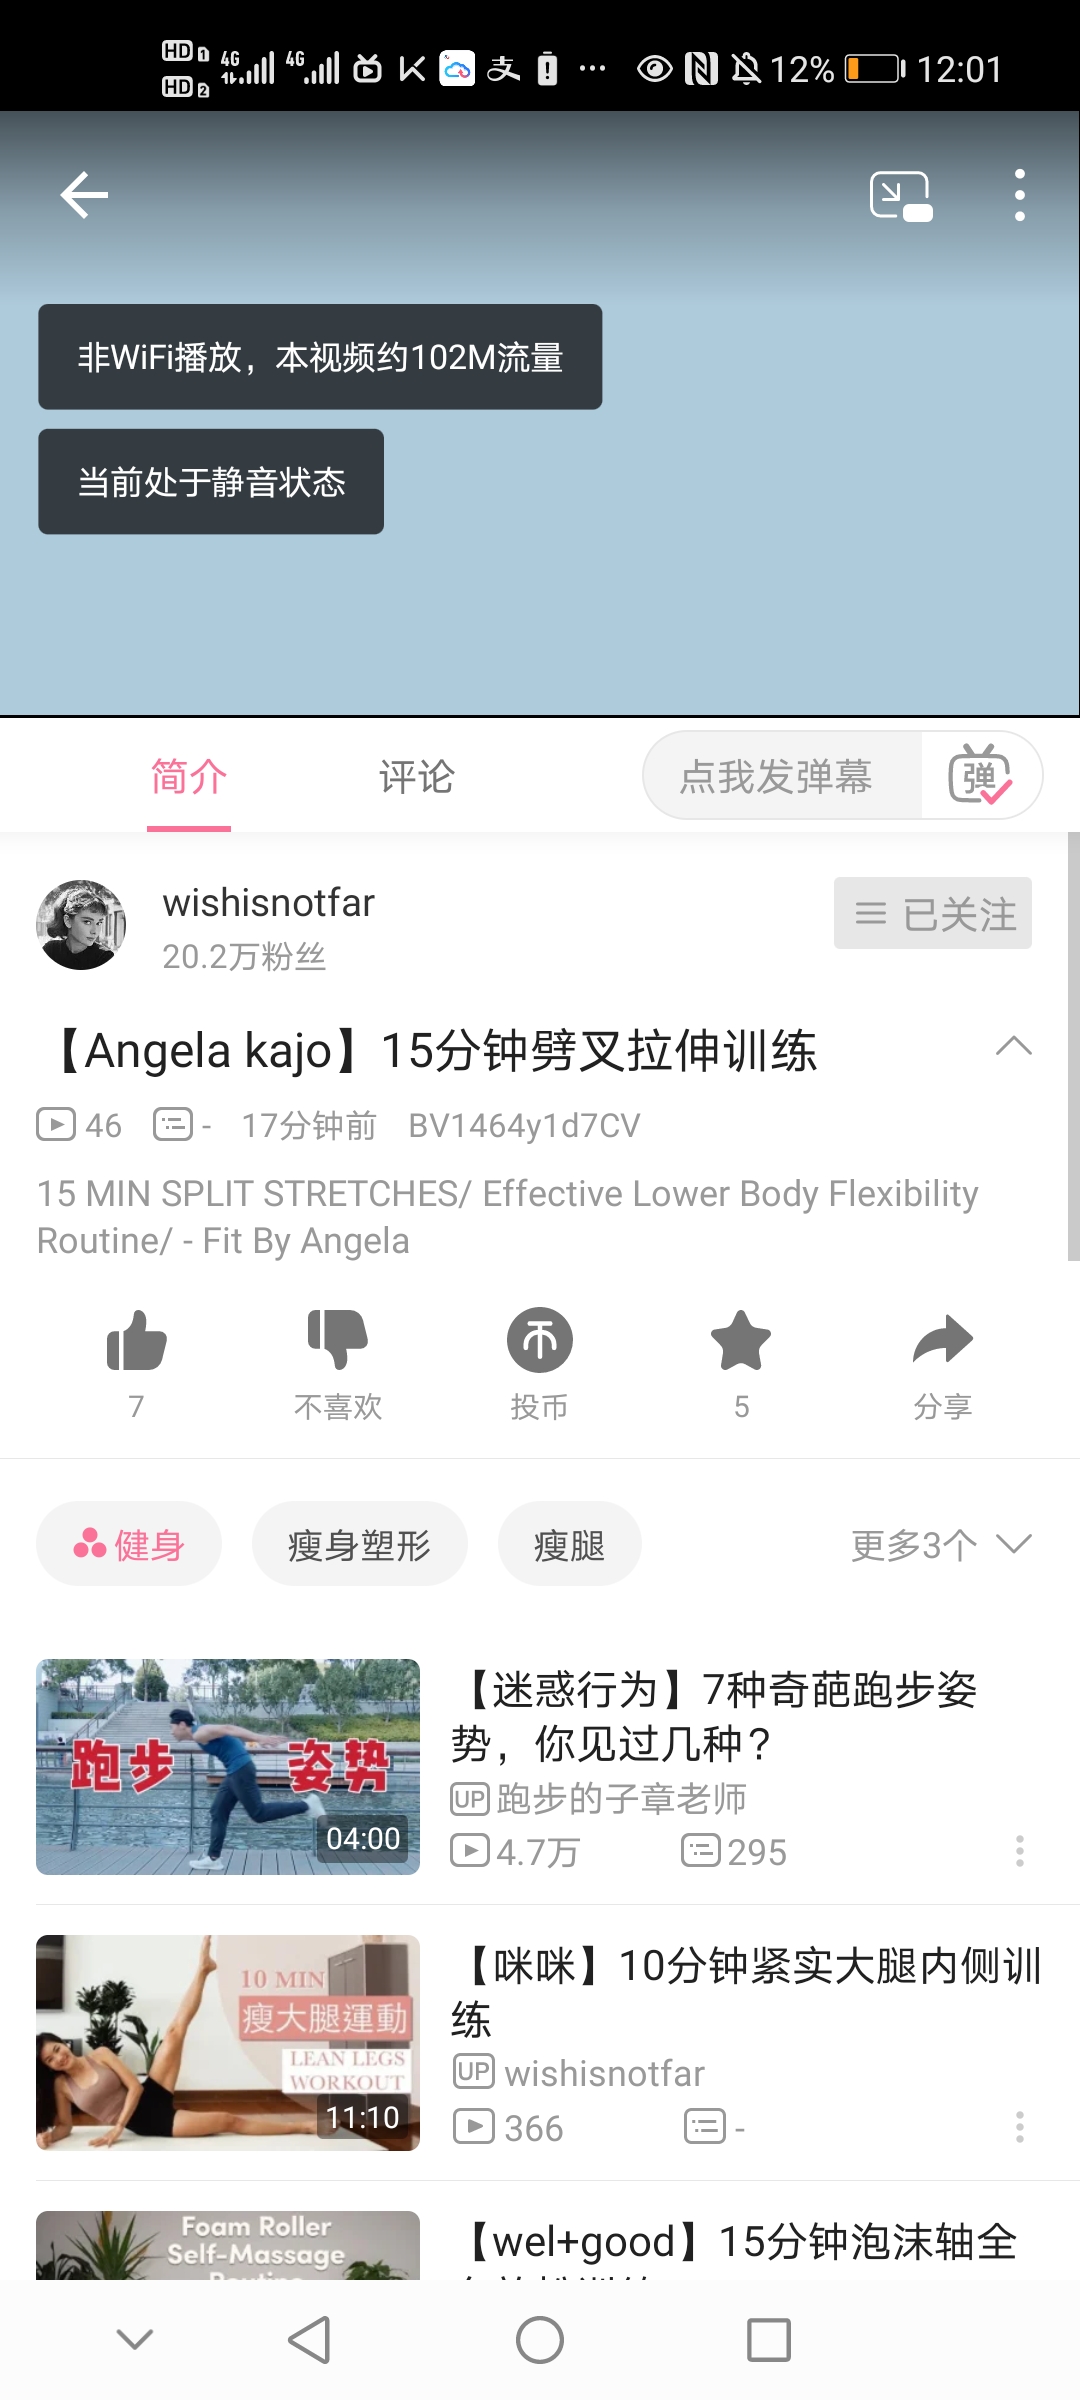 HD 1 4G 4G 支 ... 12% 12:01
HD 2
非WiFi播放，本视频约102M流量
当前处于静音状态
简介 评论 点我发弹幕 弹
wishisnotfar 已关注
20.2万粉丝
【Angela kajo】15分钟劈叉拉伸训练
46 - 17分钟前 BV1464y1d7CV
15 MIN SPLIT STRETCHES/ Effective Lower Body Flexibility
Routine/ - Fit By Angela
7 不喜欢 投币 5 分享
健身 瘦身塑形 瘦腿 更多3个
跑步 姿势
04:00
【迷惑行为】7种奇葩跑步姿
势，你见过几种？
UP 跑步的子章老师
4.7万 295
10 MIN
瘦大腿運動
LEAN LEGS
WORKOUT
11:10
【咪咪】10分钟紧实大腿内侧训
练
UP wishisnotfar
366 -
Foam Roller
Self-Massage
Routine
【wel+good】15分钟泡沫轴全